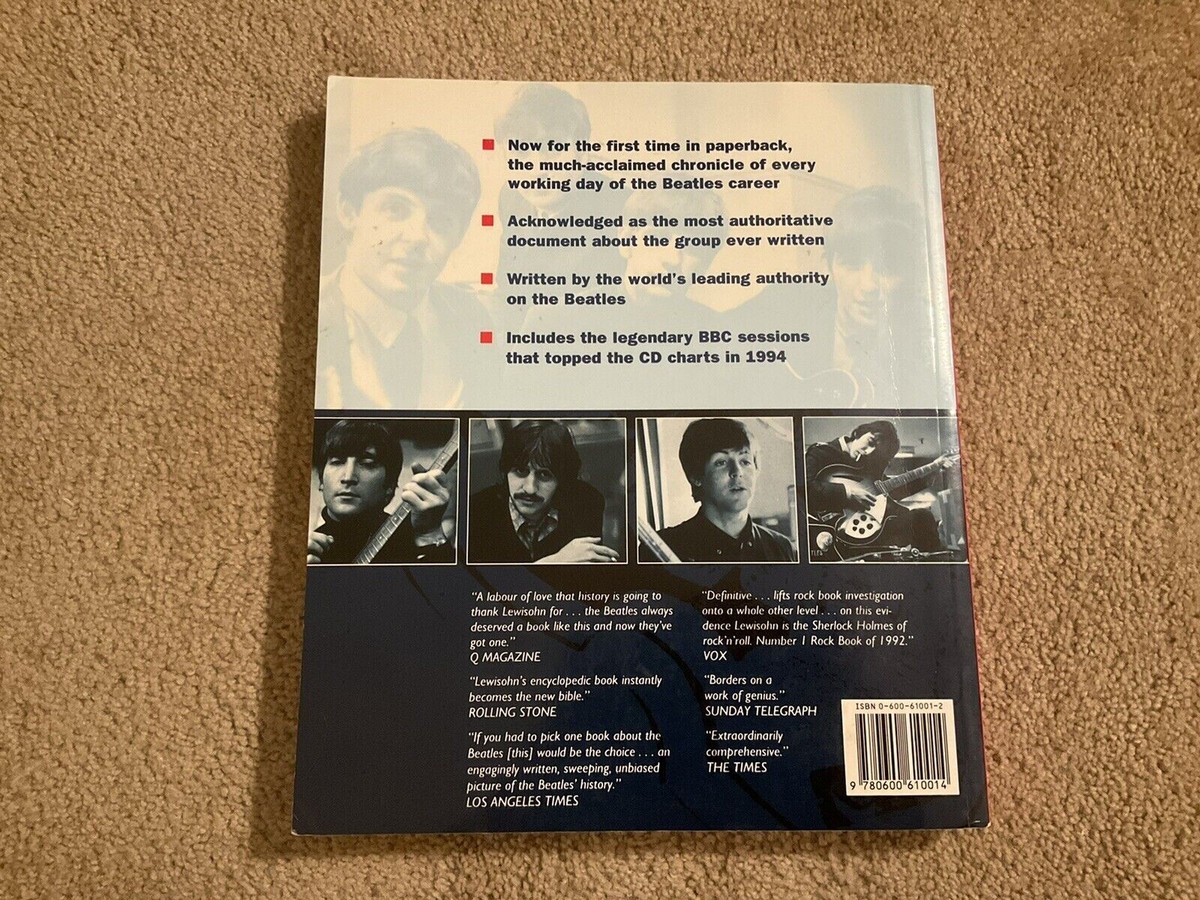 Now for the first time in paperback,
the much-acclaimed chronicle of every
working day of the Beatles career
Acknowledged as the most authoritative
document about the group ever written
Written by the world's leading authority
on the Beatles
Includes the legendary BBC sessions
that topped the CD charts in 1994
"A labour of love that history is going to
thank Lewisohn for . . . the Beatles always
deserved a book like this and now they've
got one."
Q MAGAZINE
"Lewisohn's encyclopedic book instantly
becomes the new bible."
ROLLING STONE
"If you had to pick one book about the
Beatles [this] would be the choice . . . an
engagingly written, sweeping, unbiased
picture of the Beatles' history."
LOS ANGELES TIMES
"Definitive . . . lifts rock book investigation
onto a whole other level . . . on this evi-
dence Lewisohn is the Sherlock Holmes of
rock'n'roll. Number 1 Rock Book of 1992."
VOX
"Borders on a
work of genius."
SUNDAY TELEGRAPH
"Extraordinarily
comprehensive."
THE TIMES
ISBN 0-600-61001-2
9 780600 610014